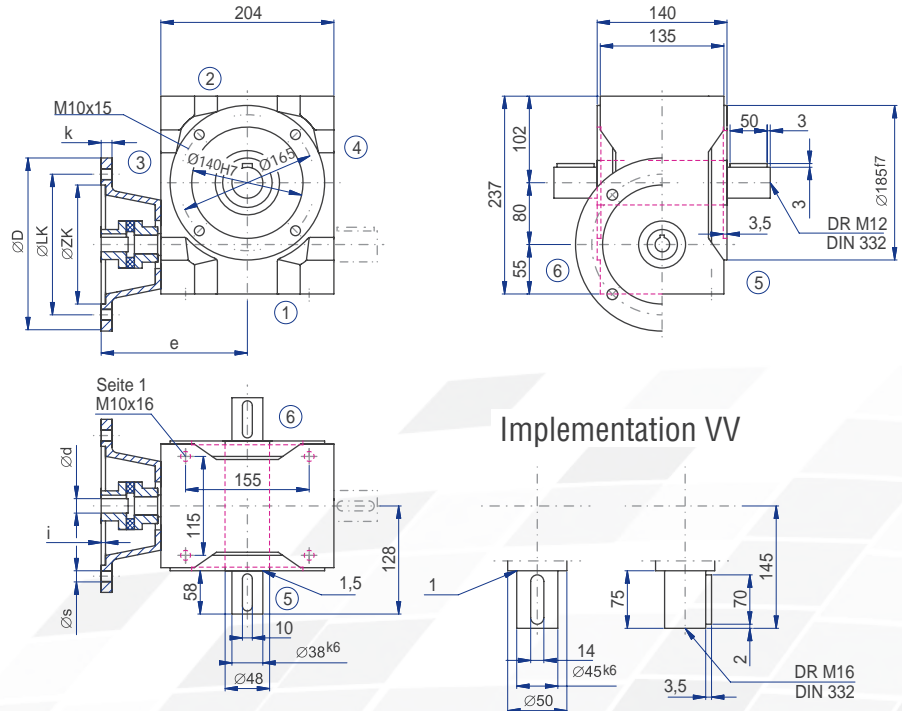 204
M10x15
2
k
3
4
Ø140H7
Ø165
ØD
ØLK
ØZK
1
e
140
135
50
3
102
237
80
55
Ø185f7
3
3,5
DR M12
DIN 332
6
5
Seite 1
M10x16
6
Ød
155
115
i
128
58
1,5
5
Øs
10
Ø38k6
Ø48
Implementation VV
1
75
145
70
14
2
Ø45k6
DR M16
3,5
DIN 332
Ø50